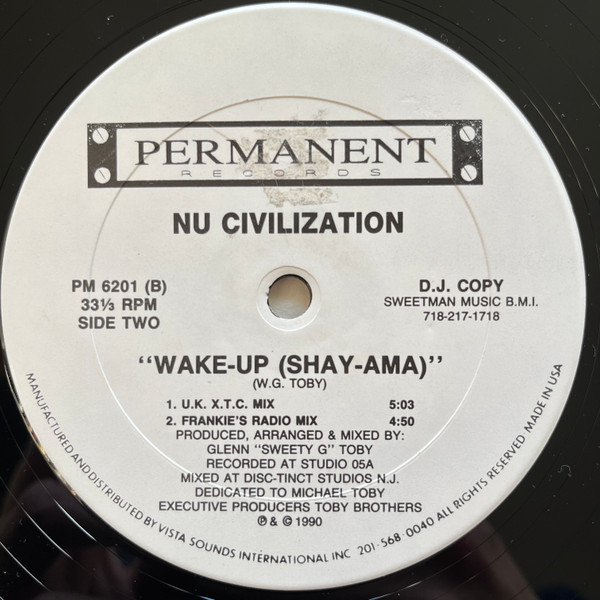 PERMANENT
RECORDS
NU CIVILIZATION
PM 6201 (B)
33⅓ RPM
SIDE TWO
D.J. COPY
SWEETMAN MUSIC B.M.I.
718-217-1718
"WAKE-UP (SHAY-AMA)"
(W.G. TOBY)
1. U.K. X.T.C. MIX 5:03
2. FRANKIE'S RADIO MIX 4:50
PRODUCED, ARRANGED & MIXED BY:
GLENN "SWEETY G" TOBY
RECORDED AT STUDIO 05A
MIXED AT DISC-TINCT STUDIOS N.J.
DEDICATED TO MICHAEL TOBY
EXECUTIVE PRODUCERS TOBY BROTHERS
℗ & © 1990
MANUFACTURED AND DISTRIBUTED BY VISTA SOUNDS INTERNATIONAL INC 201-568-0040 ALL RIGHTS RESERVED MADE IN USA